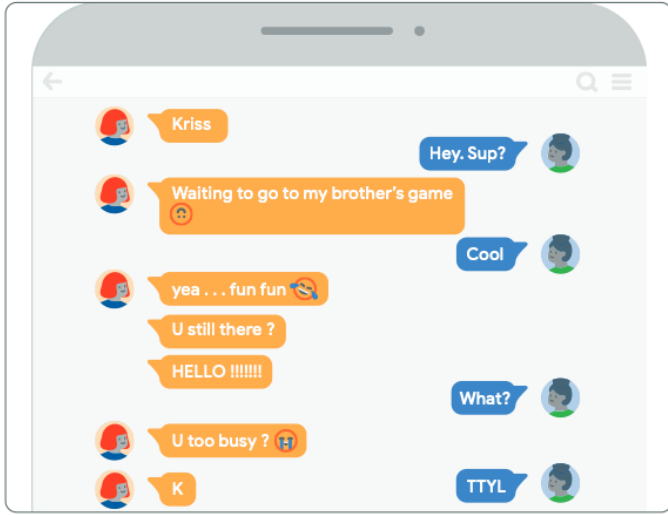 Kriss
Hey. Sup?
Waiting to go to my brother's game
🙃
Cool
yea . . . fun fun 😂
U still there ?
HELLO !!!!!!!
What?
U too busy ? 😭
TTYL
K